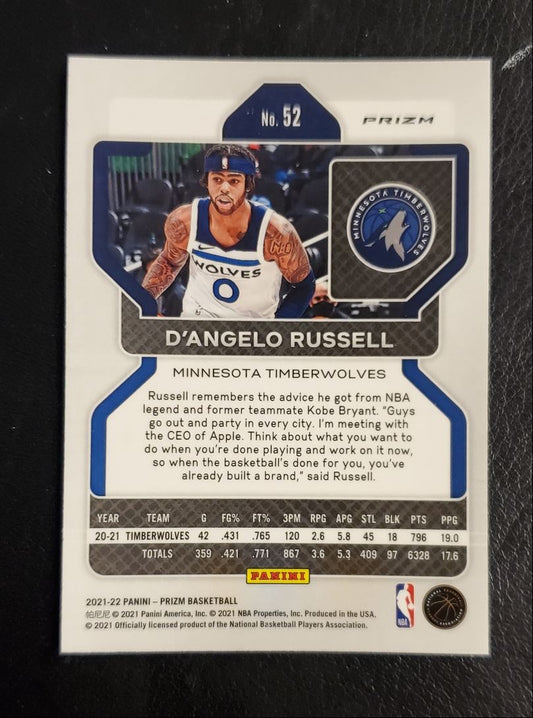 No. 52
PRIZM
MINNESOTA TIMBERWOLVES
WOLVES
0
D'ANGELO RUSSELL
MINNESOTA TIMBERWOLVES
Russell remembers the advice he got from NBA
legend and former teammate Kobe Bryant. "Guys
go out and party in every city. I'm meeting with
the CEO of Apple. Think about what you want to
do when you're done playing and work on it now,
so when the basketball's done for you, you've
already built a brand," said Russell.
YEAR TEAM G FG% FT% 3PM RPG APG STL BLK PTS PPG
20-21 TIMBERWOLVES 42 .431 .765 120 2.6 5.8 45 18 796 19.0
TOTALS 359 .421 .771 867 3.6 5.3 409 97 6328 17.6
PANINI
2021-22 PANINI – PRIZM BASKETBALL
帕尼尼 © 2021 Panini America, Inc. © 2021 NBA Properties, Inc. Produced in the USA.
© 2021 Officially licensed product of the National Basketball Players Association.
NBA